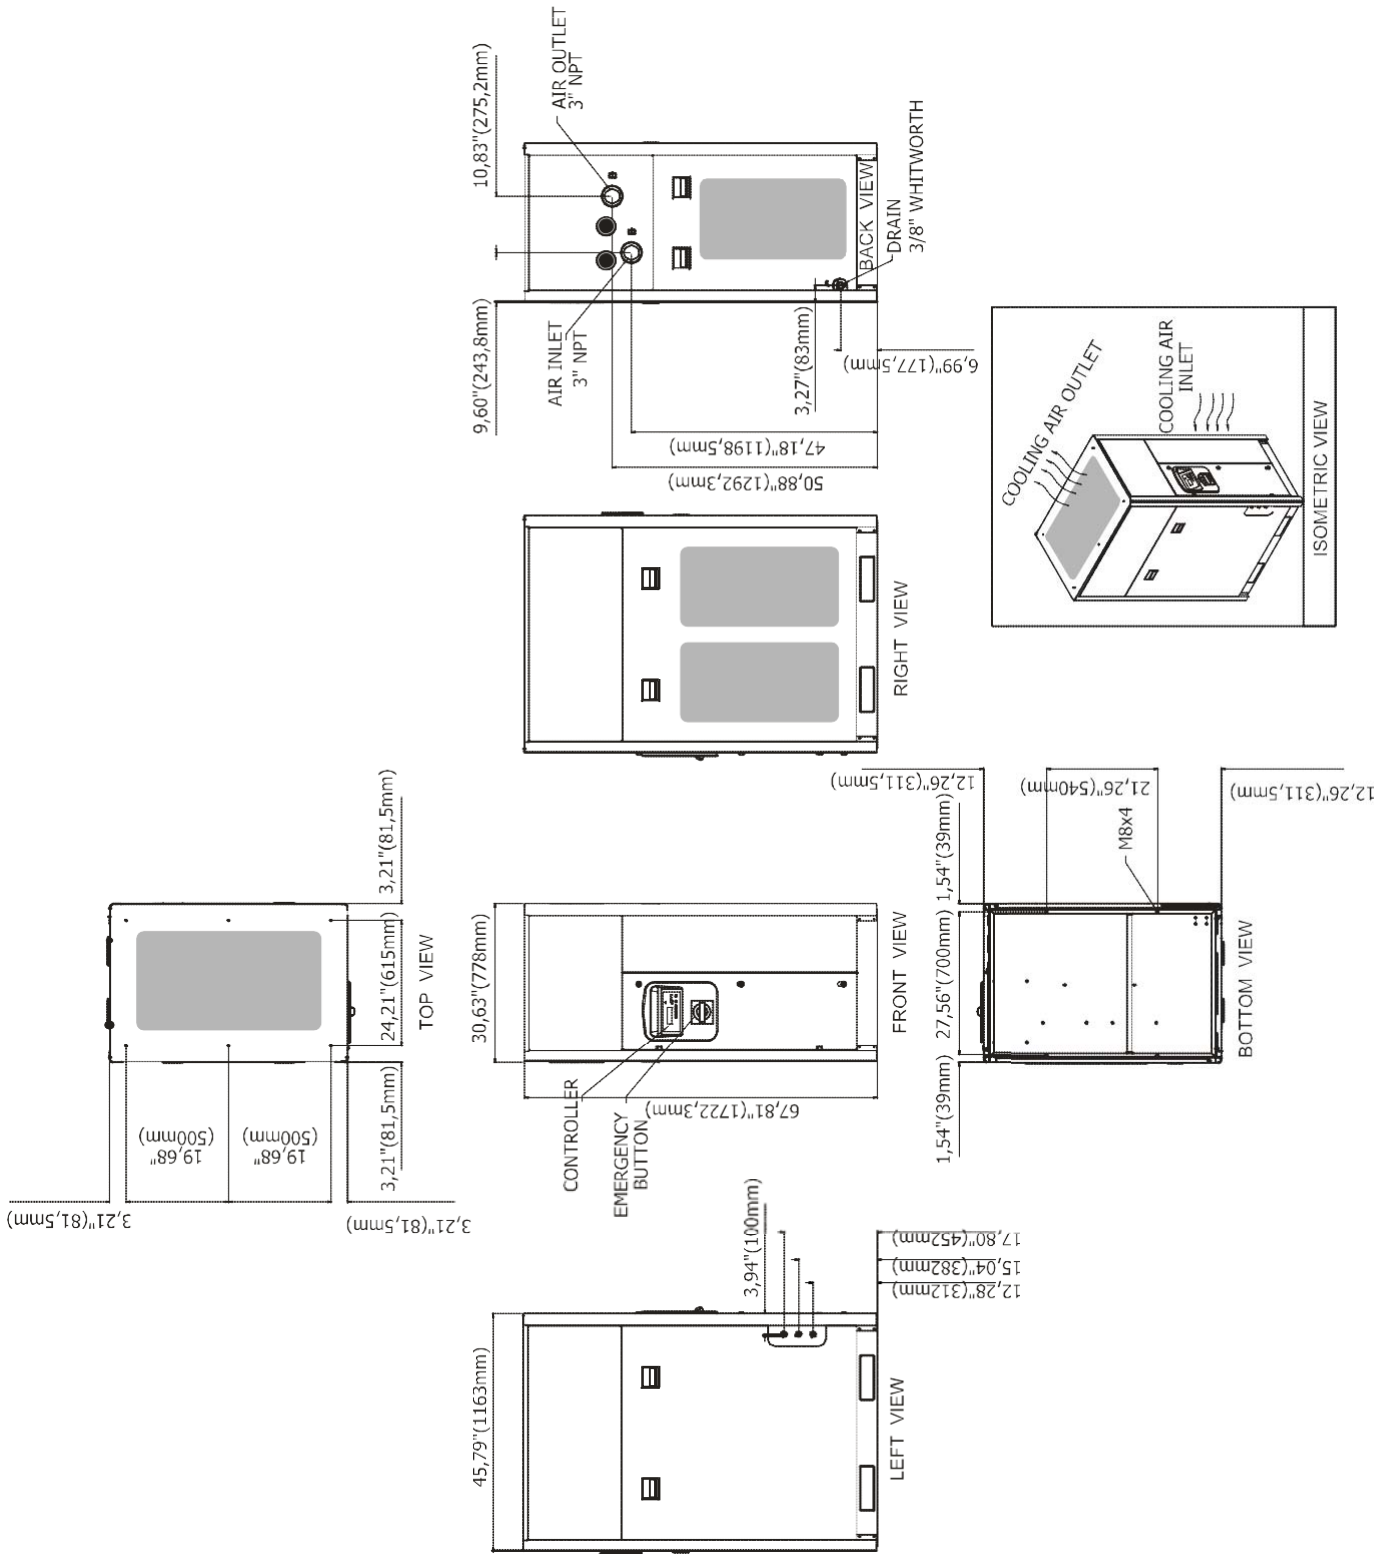 3,21"(81,5mm)
19,68"
(500mm)
19,68"
(500mm)
3,21"(81,5mm)
3,21"(81,5mm)
24,21"(615mm)
3,21"(81,5mm)
TOP VIEW
45,79"(1163mm)
3,94"(100mm)
17,80"(452mm)
15,04"(382mm)
12,28"(312mm)
LEFT VIEW
30,63"(778mm)
CONTROLLER
EMERGENCY
BUTTON
67,81"(1722,3mm)
FRONT VIEW
RIGHT VIEW
9,60"(243,8mm)
10,83"(275,2mm)
AIR INLET
3" NPT
AIR OUTLET
3" NPT
50,88"(1292,3mm)
47,18"(1198,5mm)
3,27"(83mm)
6,99"(177,5mm)
BACK VIEW
DRAIN
3/8" WHITWORTH
1,54"(39mm)
27,56"(700mm)
1,54"(39mm)
12,26"(311,5mm)
21,26"(540mm)
M8x4
12,26"(311,5mm)
BOTTOM VIEW
COOLING AIR OUTLET
COOLING AIR
INLET
ISOMETRIC VIEW